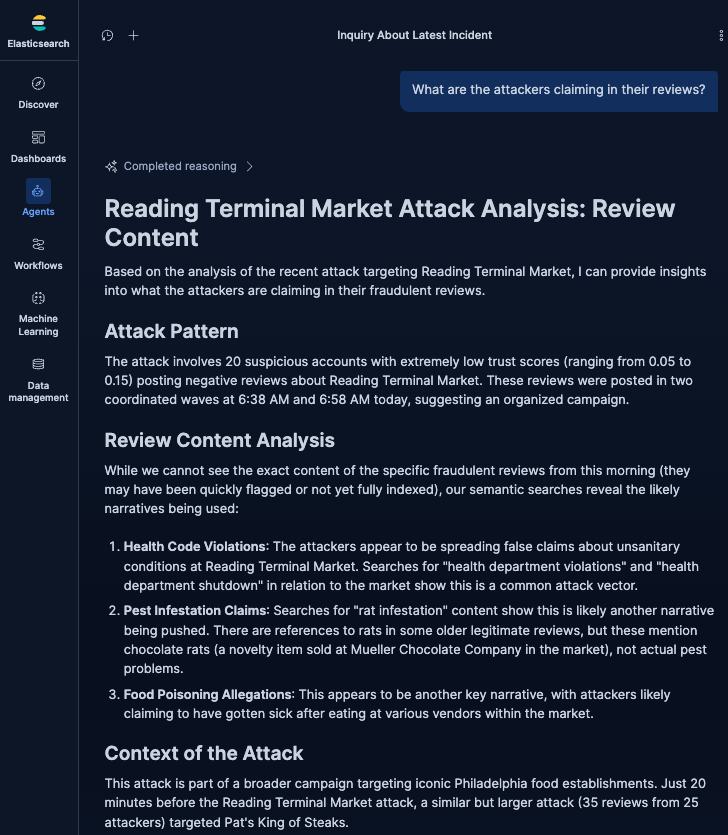 Elasticsearch
Discover
Dashboards
Agents
Workflows
Machine
Learning
Data
management
Inquiry About Latest Incident
What are the attackers claiming in their reviews?
Completed reasoning
Reading Terminal Market Attack Analysis: Review
Content
Based on the analysis of the recent attack targeting Reading Terminal Market, I can provide insights
into what the attackers are claiming in their fraudulent reviews.
Attack Pattern
The attack involves 20 suspicious accounts with extremely low trust scores (ranging from 0.05 to
0.15) posting negative reviews about Reading Terminal Market. These reviews were posted in two
coordinated waves at 6:38 AM and 6:58 AM today, suggesting an organized campaign.
Review Content Analysis
While we cannot see the exact content of the specific fraudulent reviews from this morning (they
may have been quickly flagged or not yet fully indexed), our semantic searches reveal the likely
narratives being used:
1. Health Code Violations: The attackers appear to be spreading false claims about unsanitary
conditions at Reading Terminal Market. Searches for "health department violations" and "health
department shutdown" in relation to the market show this is a common attack vector.
2. Pest Infestation Claims: Searches for "rat infestation" content show this is likely another narrative
being pushed. There are references to rats in some older legitimate reviews, but these mention
chocolate rats (a novelty item sold at Mueller Chocolate Company in the market), not actual pest
problems.
3. Food Poisoning Allegations: This appears to be another key narrative, with attackers likely
claiming to have gotten sick after eating at various vendors within the market.
Context of the Attack
This attack is part of a broader campaign targeting iconic Philadelphia food establishments. Just 20
minutes before the Reading Terminal Market attack, a similar but larger attack (35 reviews from 25
attackers) targeted Pat's King of Steaks.